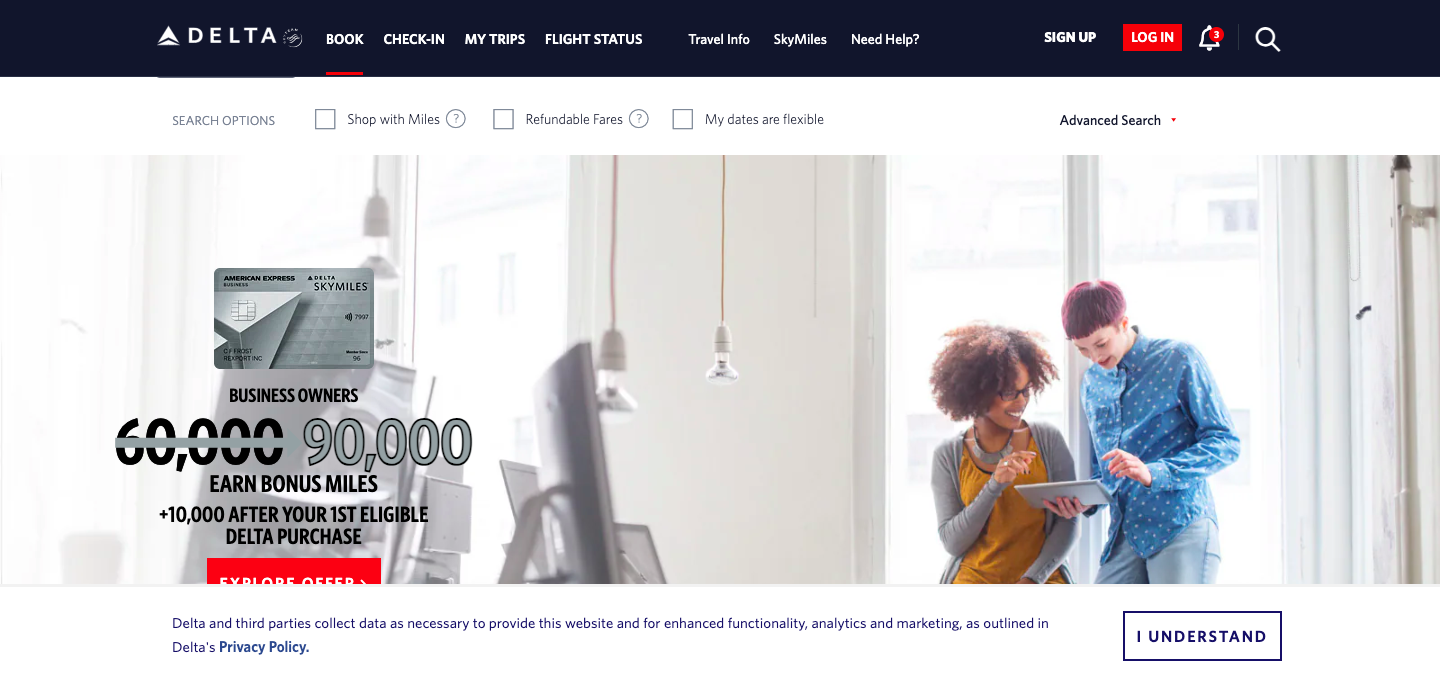 DELTA
BOOK
CHECK-IN
MY TRIPS
FLIGHT STATUS
Travel Info
SkyMiles
Need Help?
SIGN UP
LOG IN
3
SEARCH OPTIONS
Shop with Miles ?
Refundable Fares ?
My dates are flexible
Advanced Search
AMERICAN EXPRESS
BUSINESS
DELTA
SKYMILES
7997
C F FROST
REXPORT INC
Member Since
96
BUSINESS OWNERS
60,000 90,000
EARN BONUS MILES
+10,000 AFTER YOUR 1ST ELIGIBLE
DELTA PURCHASE
EXPLORE OFFER >
Delta and third parties collect data as necessary to provide this website and for enhanced functionality, analytics and marketing, as outlined in
Delta's Privacy Policy.
I UNDERSTAND